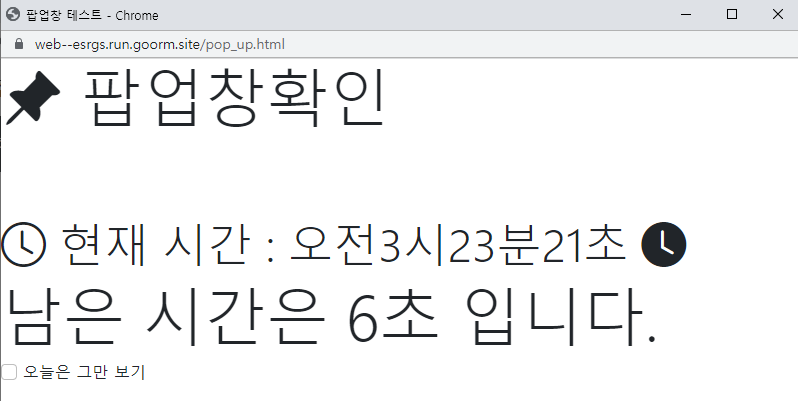 팝업창 테스트 - Chrome
web--esrgs.run.goorm.site/pop_up.html
팝업창확인
현재 시간 : 오전3시23분21초
남은 시간은 6초 입니다.
오늘은 그만 보기